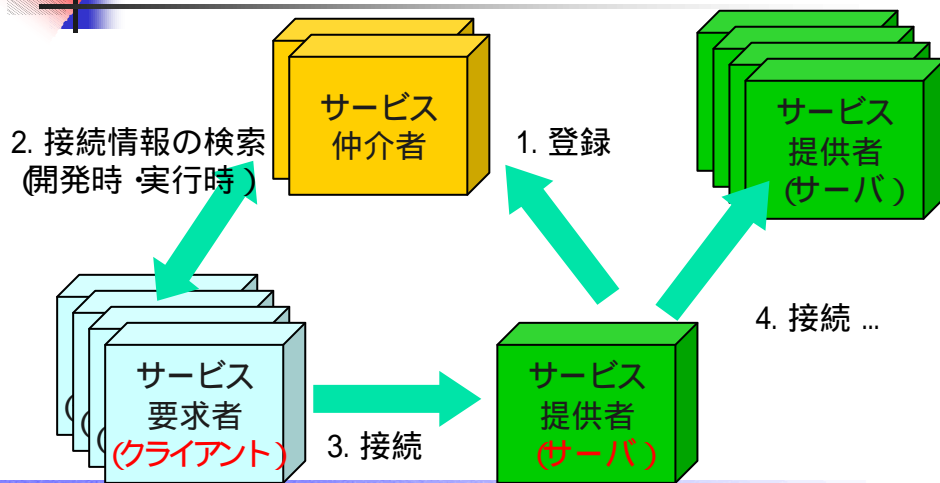 サービス
仲介者
2. 接続情報の検索
(開発時・実行時)
1. 登録
サービス
提供者
(サーバ)
4. 接続 ...
サービス
要求者
(クライアント)
3. 接続
サービス
提供者
(サーバ)